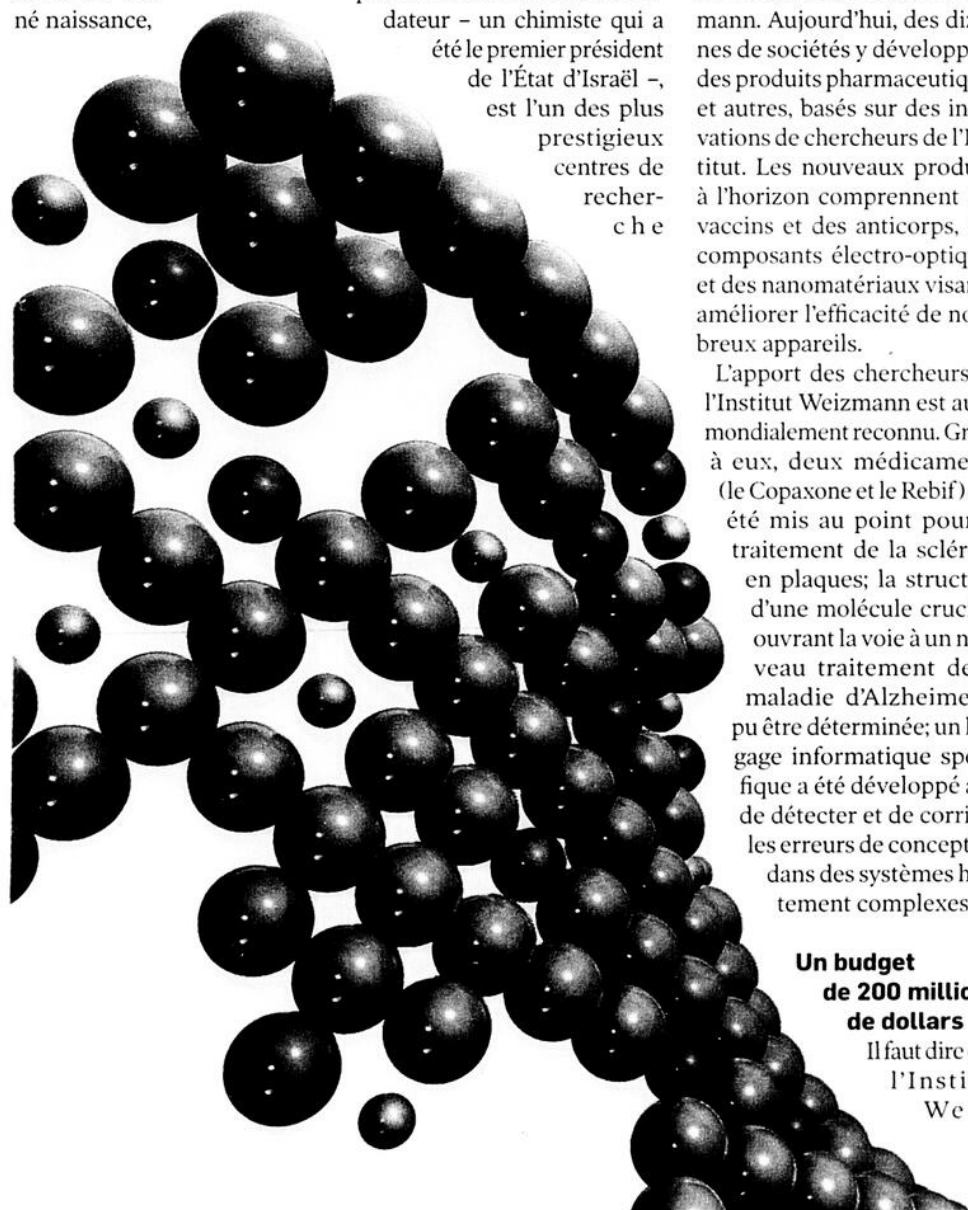 né naissance,
dateur – un chimiste qui a
été le premier président
de l'État d'Israël –,
est l'un des plus
prestigieux
centres de
recher-
che
mann. Aujourd'hui, des diz
nes de sociétés y développ
des produits pharmaceutiq
et autres, basés sur des in
vations de chercheurs de l'I
titut. Les nouveaux produ
à l'horizon comprennent
vaccins et des anticorps,
composants électro-optiq
et des nanomatériaux visan
améliorer l'efficacité de no
breux appareils.
L'apport des chercheurs
l'Institut Weizmann est au
mondialement reconnu. Gr
à eux, deux médicame
(le Copaxone et le Rebif)
été mis au point pour
traitement de la sclér
en plaques; la struct
d'une molécule cruc
ouvrant la voie à un n
veau traitement de
maladie d'Alzheime
pu être déterminée; un l
gage informatique spé
fique a été développé a
de détecter et de corri
les erreurs de concept
dans des systèmes h
tement complexes
Un budget
de 200 millio
de dollars
Il faut dire
l'Insti
We